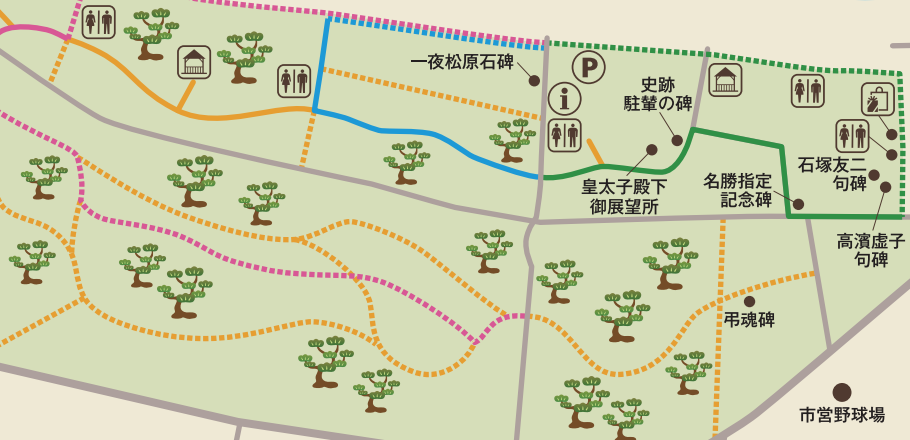 一夜松原石碑
P
i
史跡
駐輦の碑
皇太子殿下
御展望所
名勝指定
記念碑
石塚友二
句碑
高濱虚子
句碑
弔魂碑
市営野球場